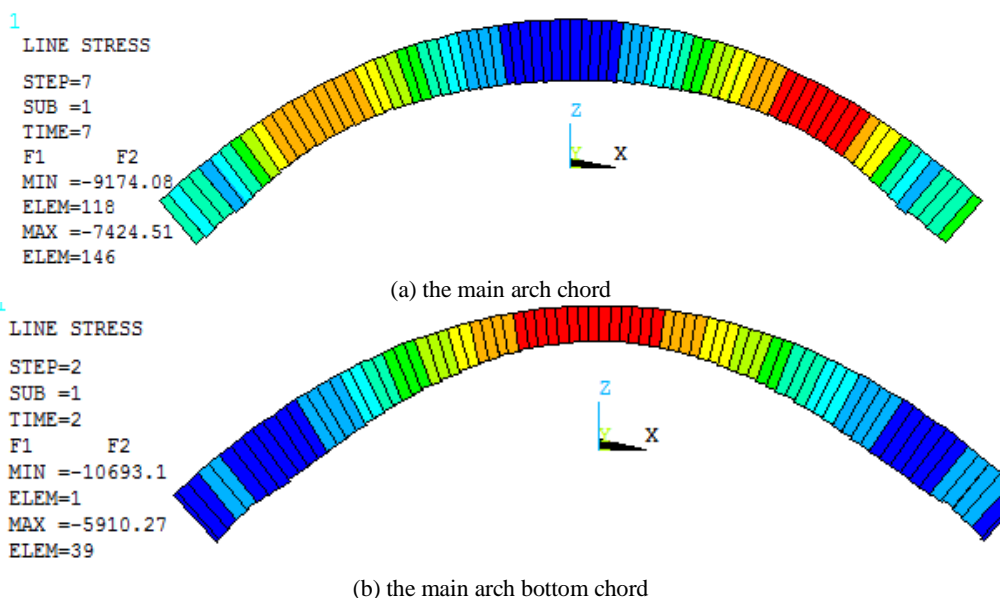 1
LINE STRESS
STEP=7
SUB =1
TIME=7
F1 F2
MIN =-9174.08
ELEM=118
MAX =-7424.51
ELEM=146
Z
Y X
(a) the main arch chord
LINE STRESS
STEP=2
SUB =1
TIME=2
F1 F2
MIN =-10693.1
ELEM=1
MAX =-5910.27
ELEM=39
Z
Y X
(b) the main arch bottom chord